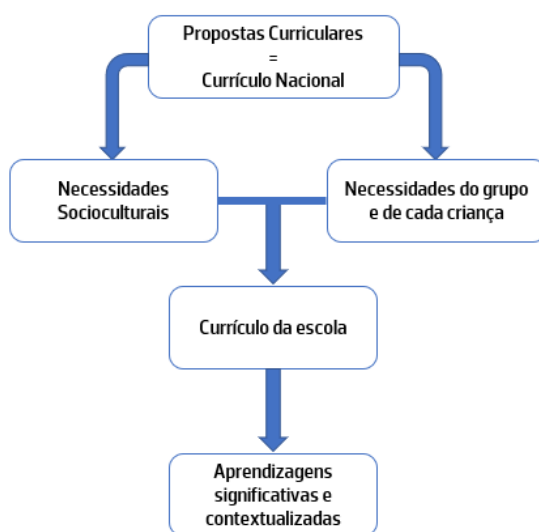 Propostas Curriculares
=
Currículo Nacional
Necessidades
Socioculturais
Necessidades do grupo
e de cada criança
Currículo da escola
Aprendizagens
significativas e
contextualizadas